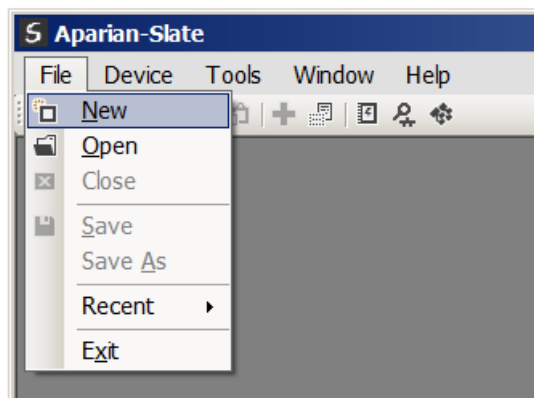 S Aparian-Slate
File Device Tools Window Help
New
Open
Close
Save
Save As
Recent
Exit